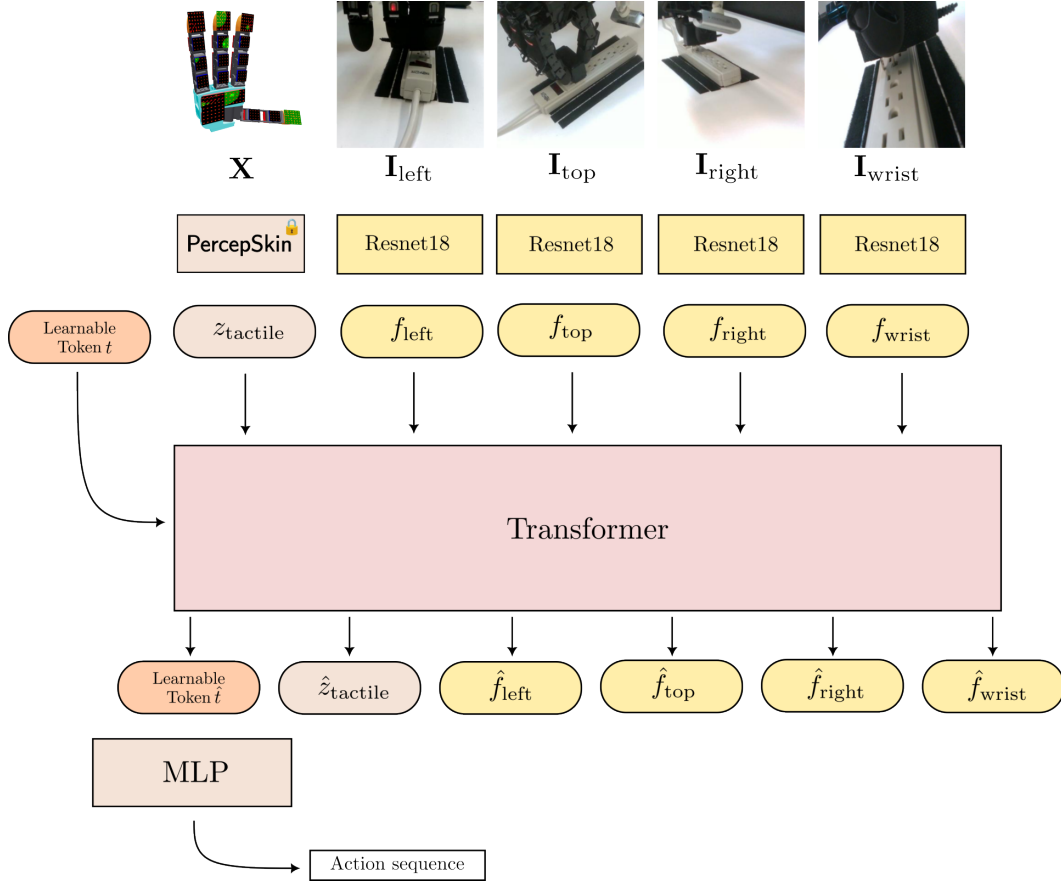 X
I_left
I_top
I_right
I_wrist
PercepSkin
Resnet18
Resnet18
Resnet18
Resnet18
Learnable
Token t
z_tactile
f_left
f_top
f_right
f_wrist
Transformer
Learnable
Token t̂
ẑ_tactile
f̂_left
f̂_top
f̂_right
f̂_wrist
MLP
Action sequence